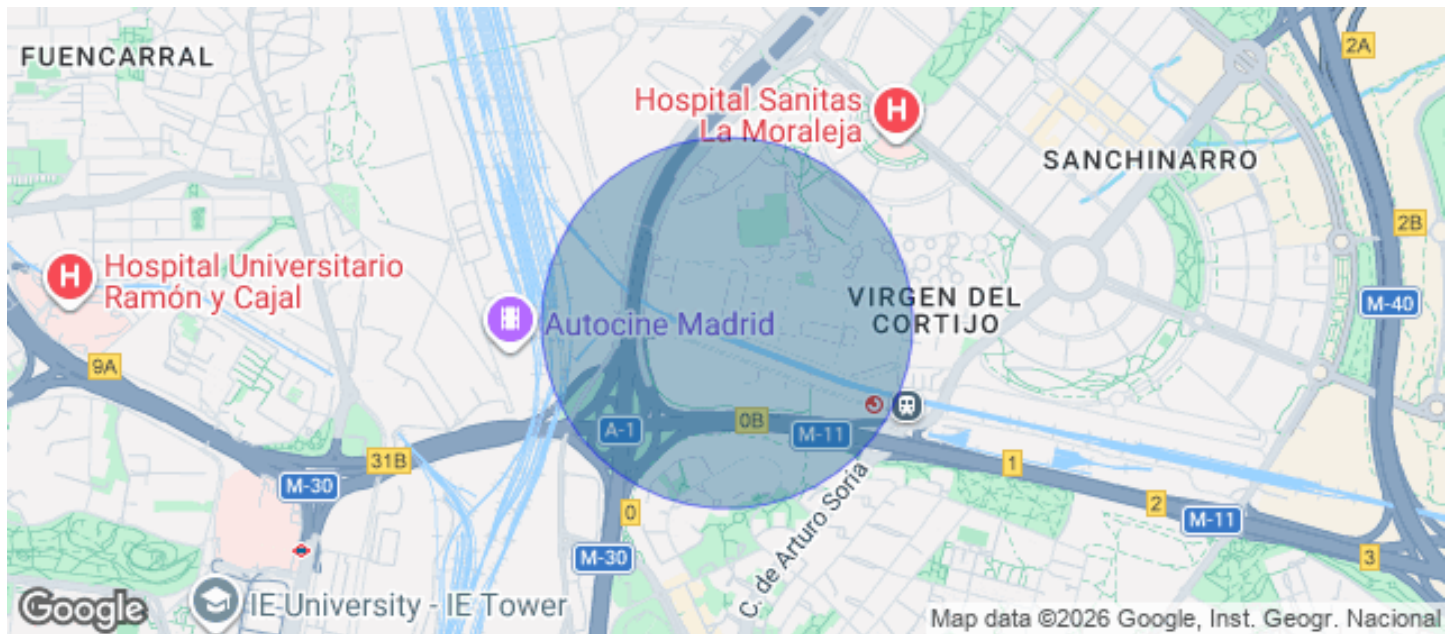 FUENCARRAL
2A
Hospital Sanitas
La Moraleja
SANCHINARRO
2B
Hospital Universitario
Ramón y Cajal
VIRGEN DEL
CORTIJO
M-40
Autocine Madrid
9A
A-1
0B
M-11
31B
1
M-30
2
0
M-11
C. de Arturo Soria
M-30
3
IE University - IE Tower
Google
Map data ©2026 Google, Inst. Geogr. Nacional